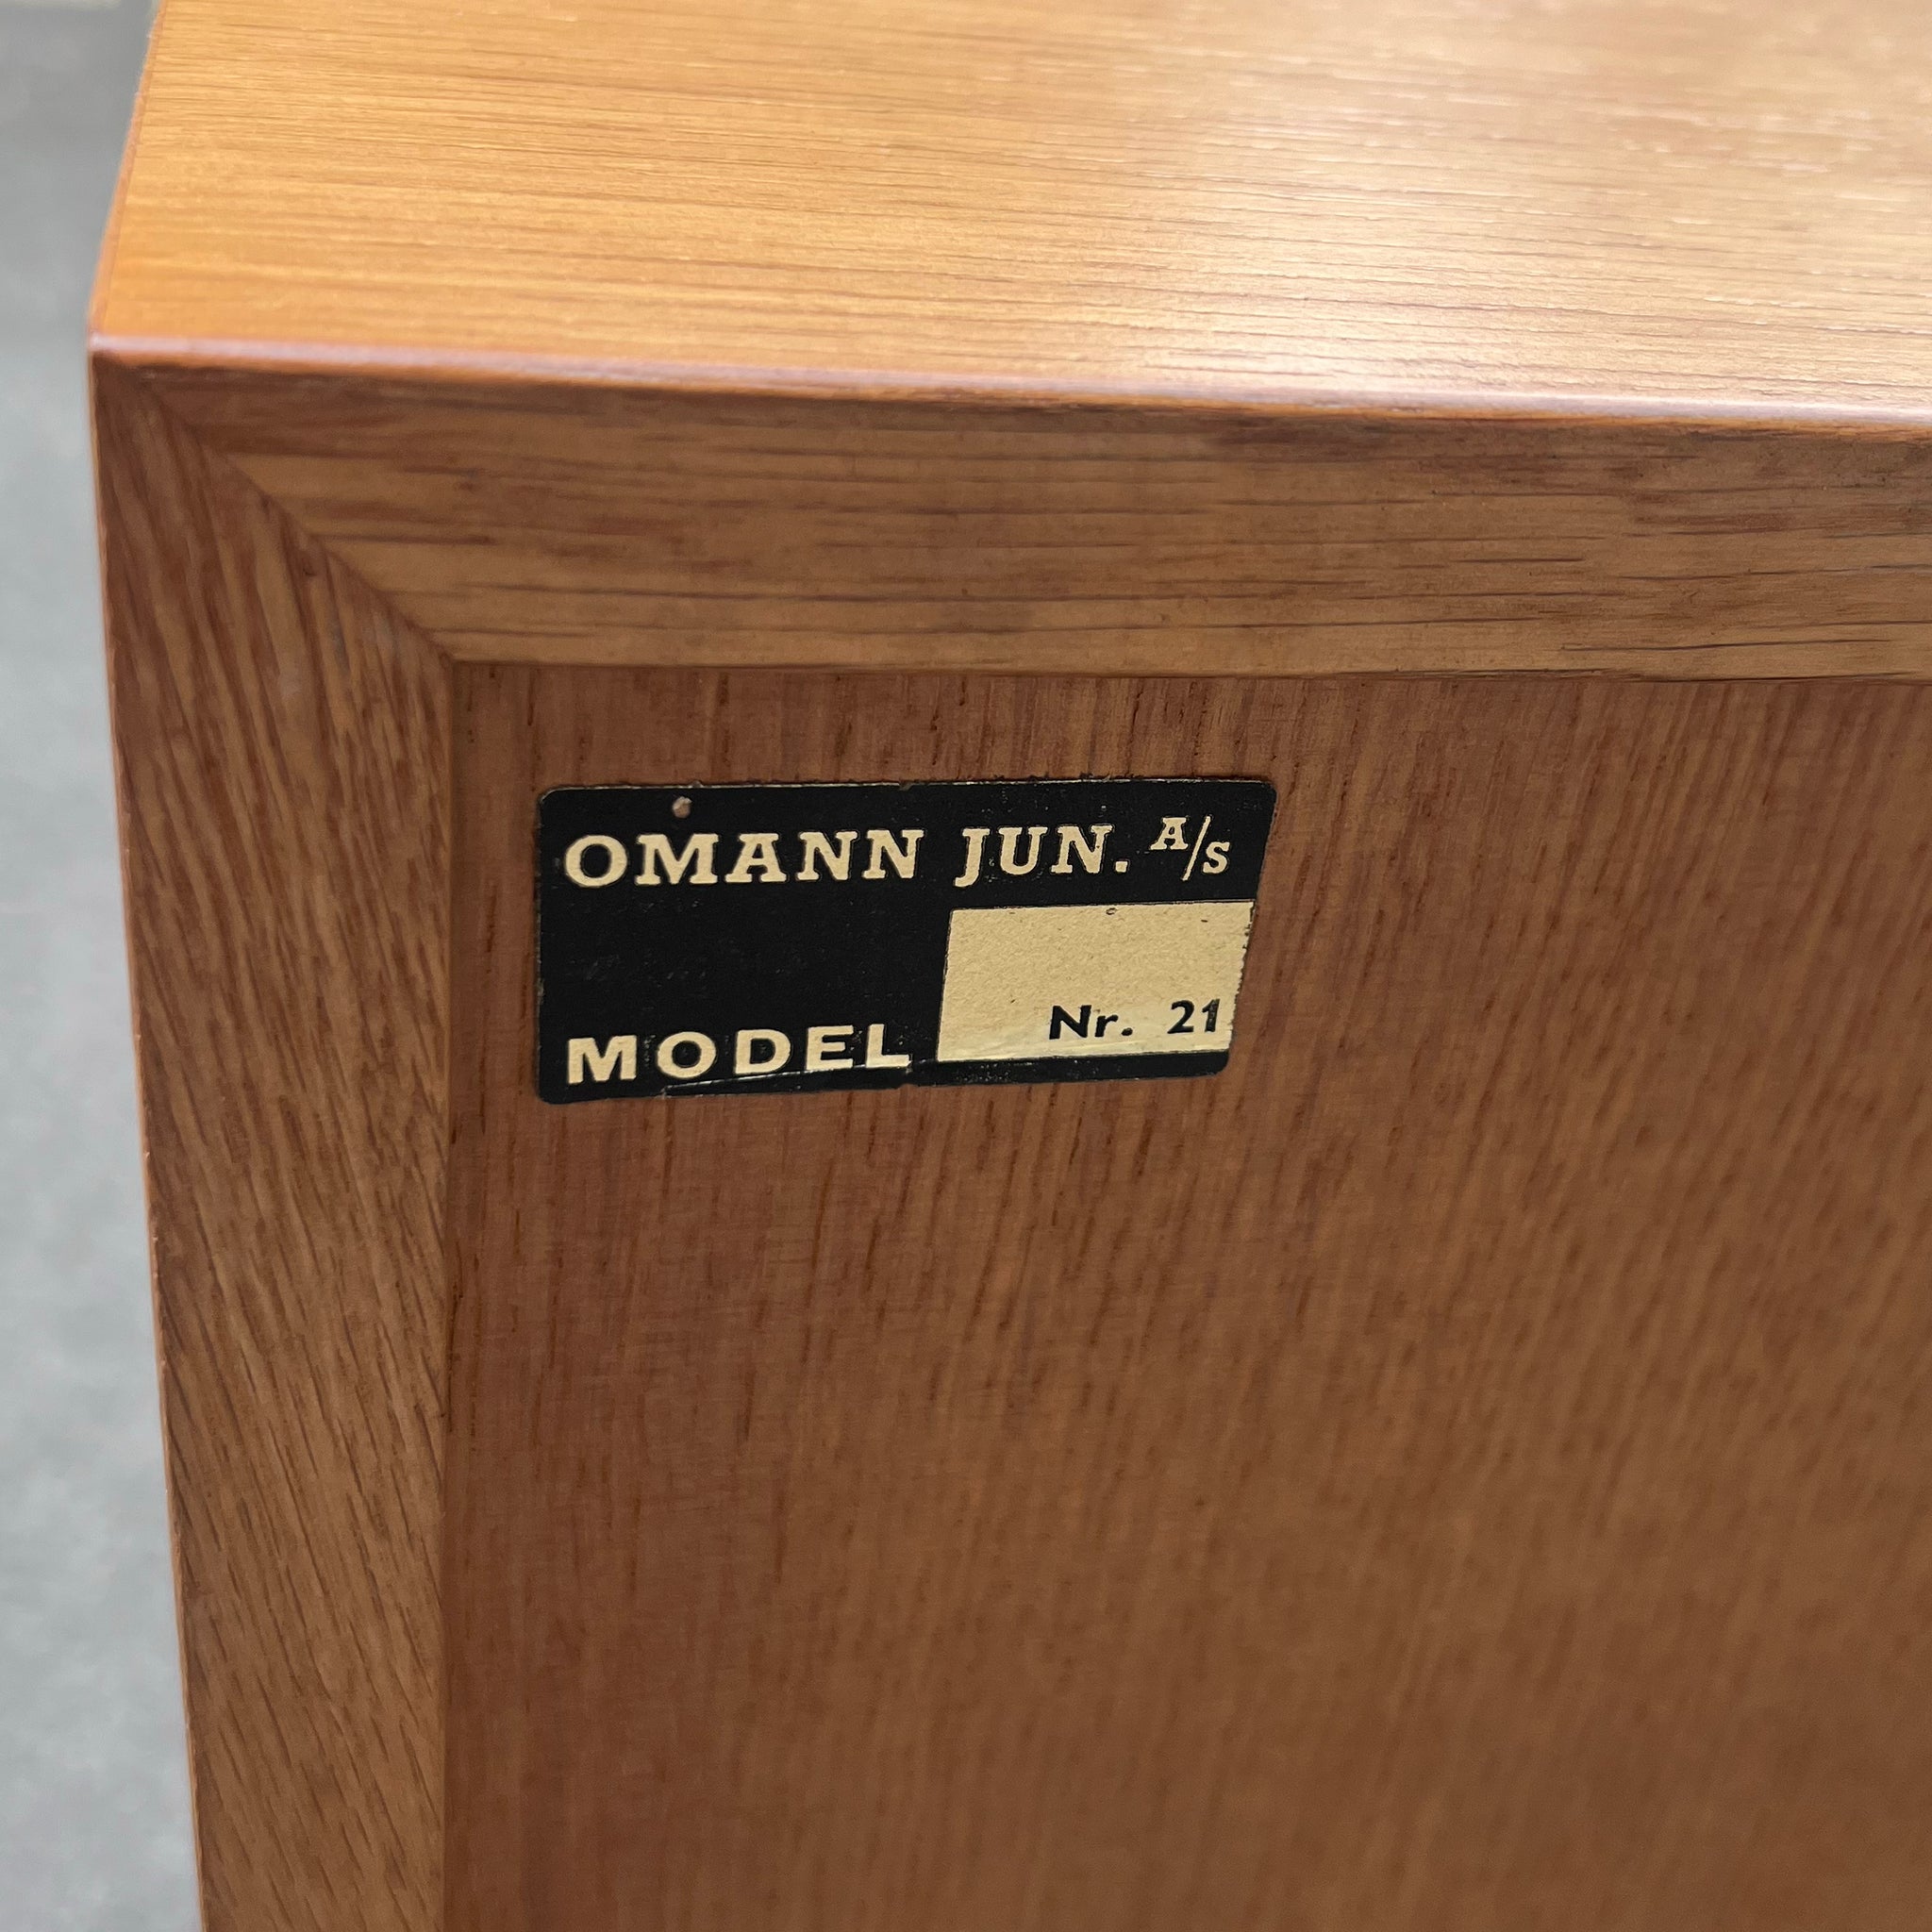 OMANN JUN. A/S
Nr. 21
MODEL